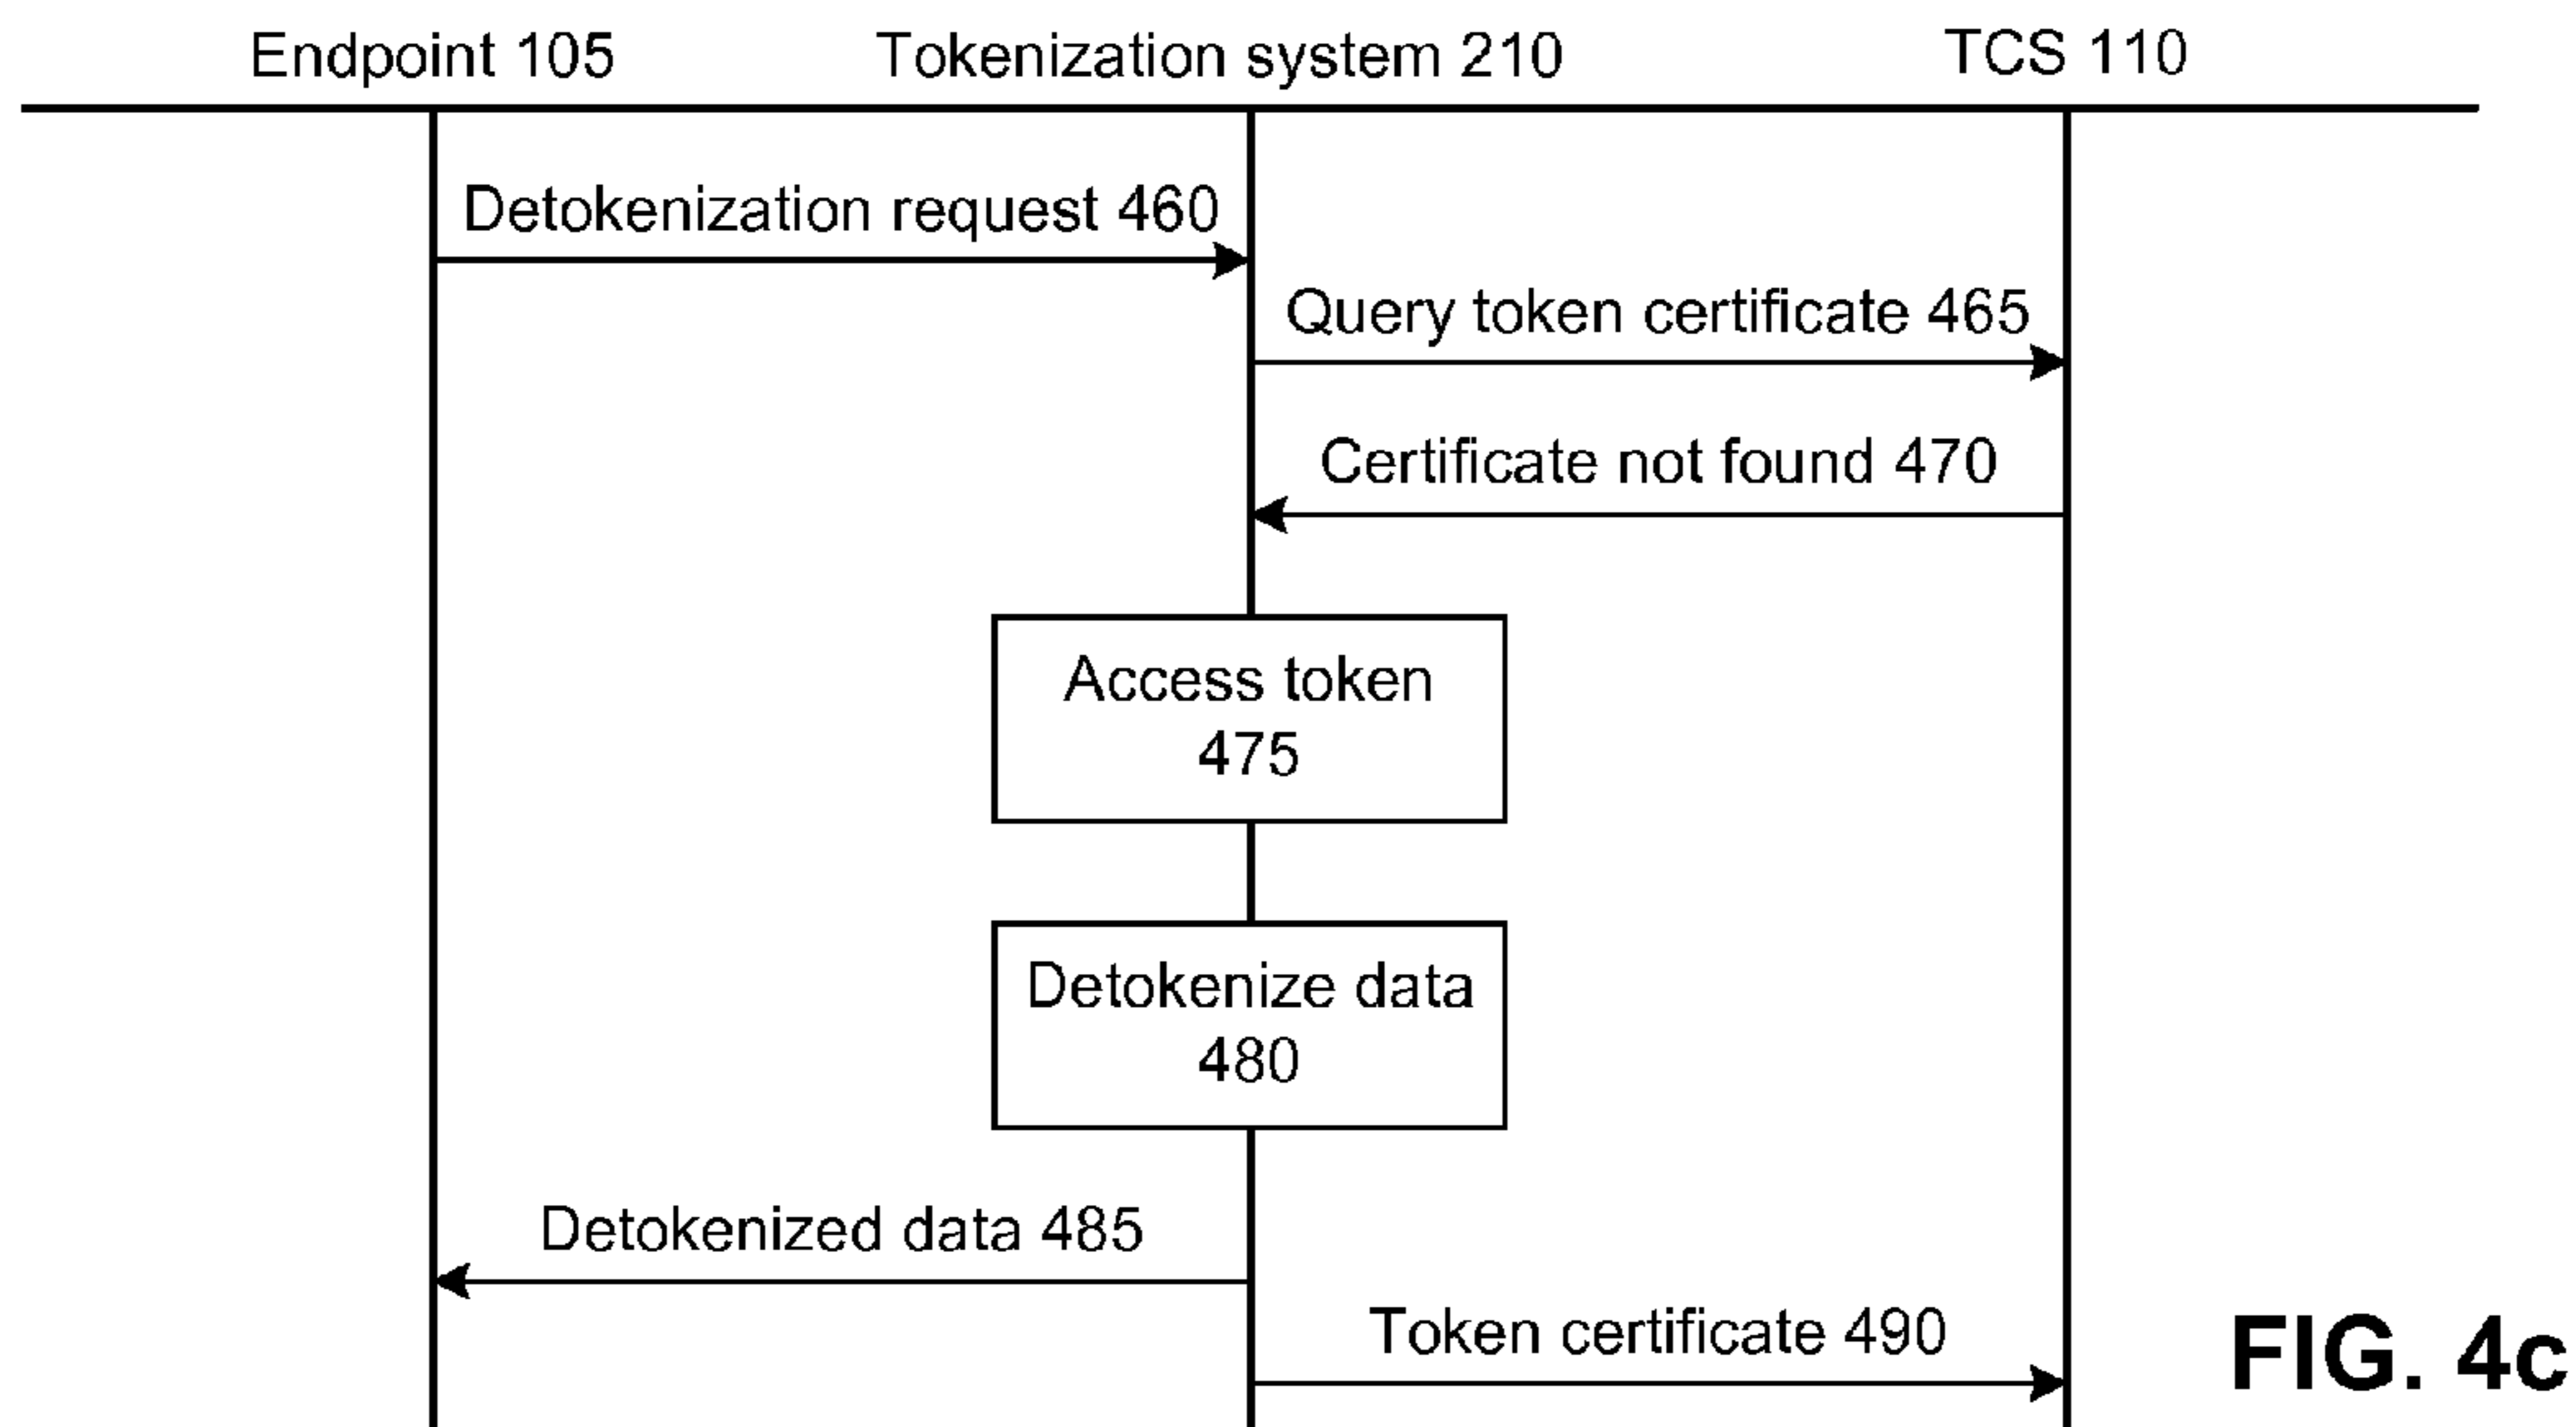 Endpoint 105
Tokenization system 210
TCS 110
Detokenization request 460
Query token certificate 465
Certificate not found 470
Access token
475
Detokenize data
480
Detokenized data 485
Token certificate 490
FIG. 4c